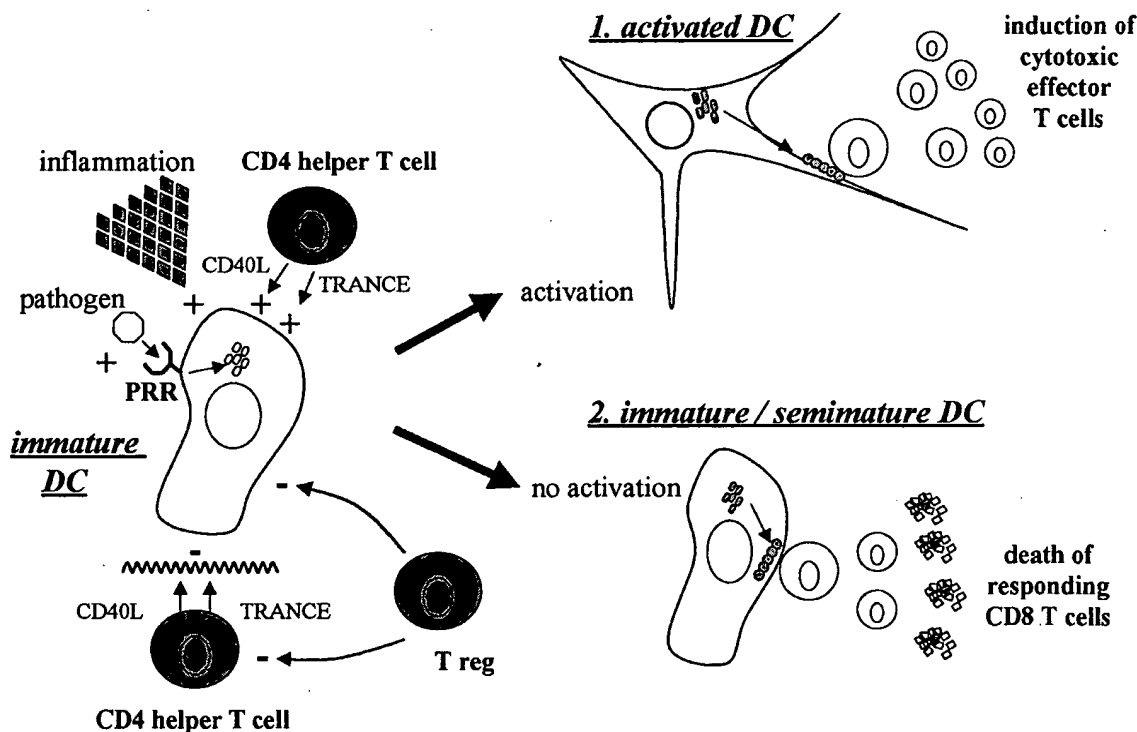 1. activated DC
induction of
cytotoxic
effector
T cells
inflammation
CD4 helper T cell
CD40L
TRANCE
pathogen
+
+
+
+
PRR
activation
immature
DC
2. immature / semimature DC
no activation
-
-
CD40L
TRANCE
-
T reg
CD4 helper T cell
death of
responding
CD8 T cells